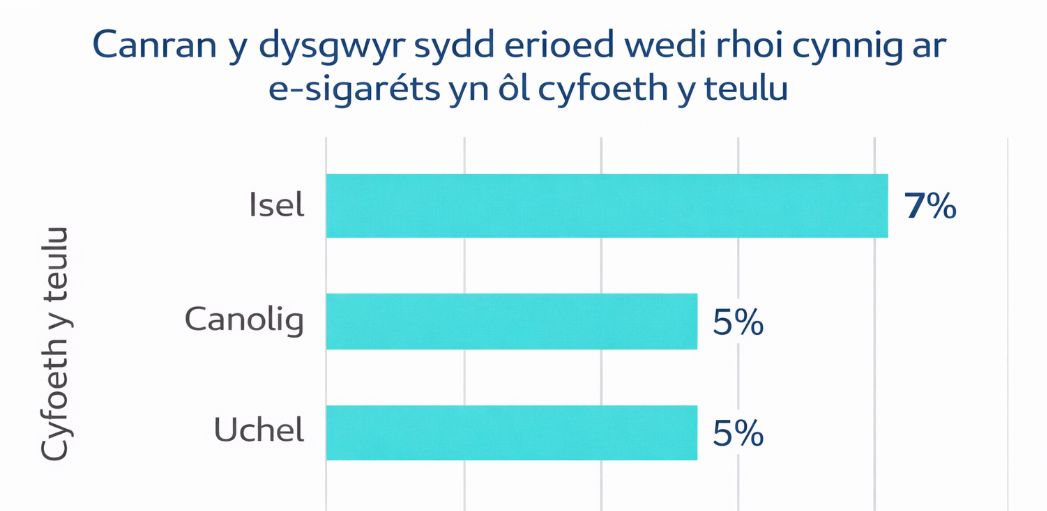 Canran y dysgwyr sydd erioed wedi rhoi cynnig ar
e-sigaréts yn ôl cyfoeth y teulu
Cyfoeth y teulu
Isel 7%
Canolig 5%
Uchel 5%